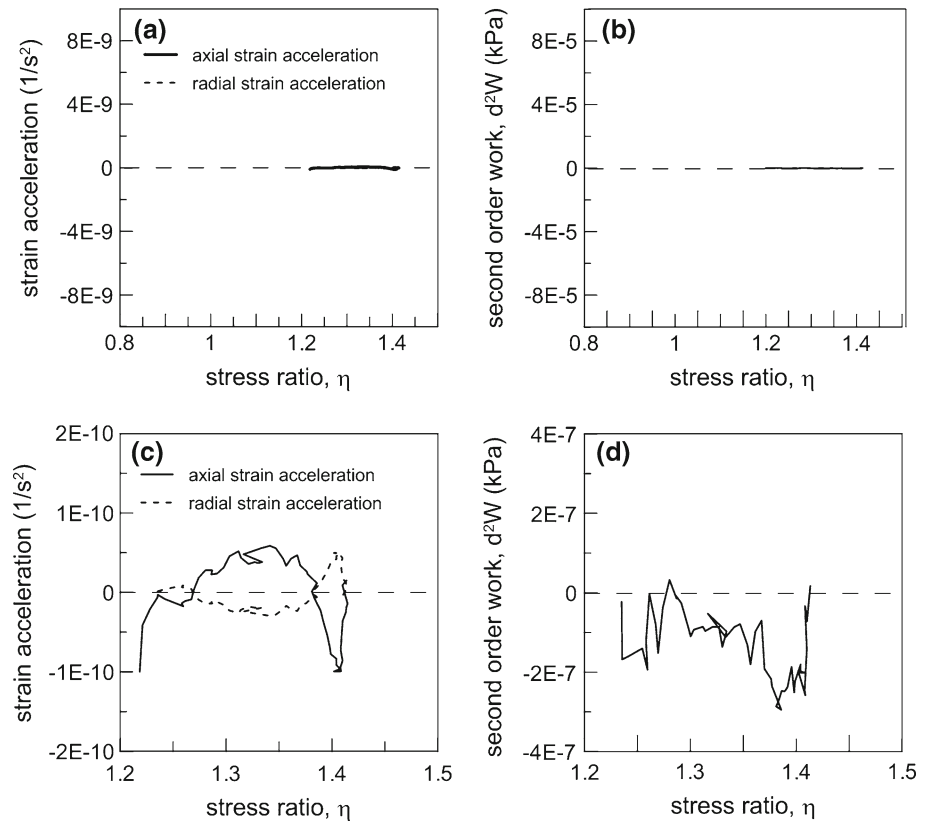 (a)
axial strain acceleration
radial strain acceleration
strain acceleration (1/s²)
8E-9
4E-9
0
-4E-9
-8E-9
0.8
1
1.2
1.4
stress ratio, η
(b)
second order work, d²W (kPa)
8E-5
4E-5
0
-4E-5
-8E-5
0.8
1
1.2
1.4
stress ratio, η
(c)
axial strain acceleration
radial strain acceleration
strain acceleration (1/s²)
2E-10
1E-10
0
-1E-10
-2E-10
1.2
1.3
1.4
1.5
stress ratio, η
(d)
second order work, d²W (kPa)
4E-7
2E-7
0
-2E-7
-4E-7
1.2
1.3
1.4
1.5
stress ratio, η